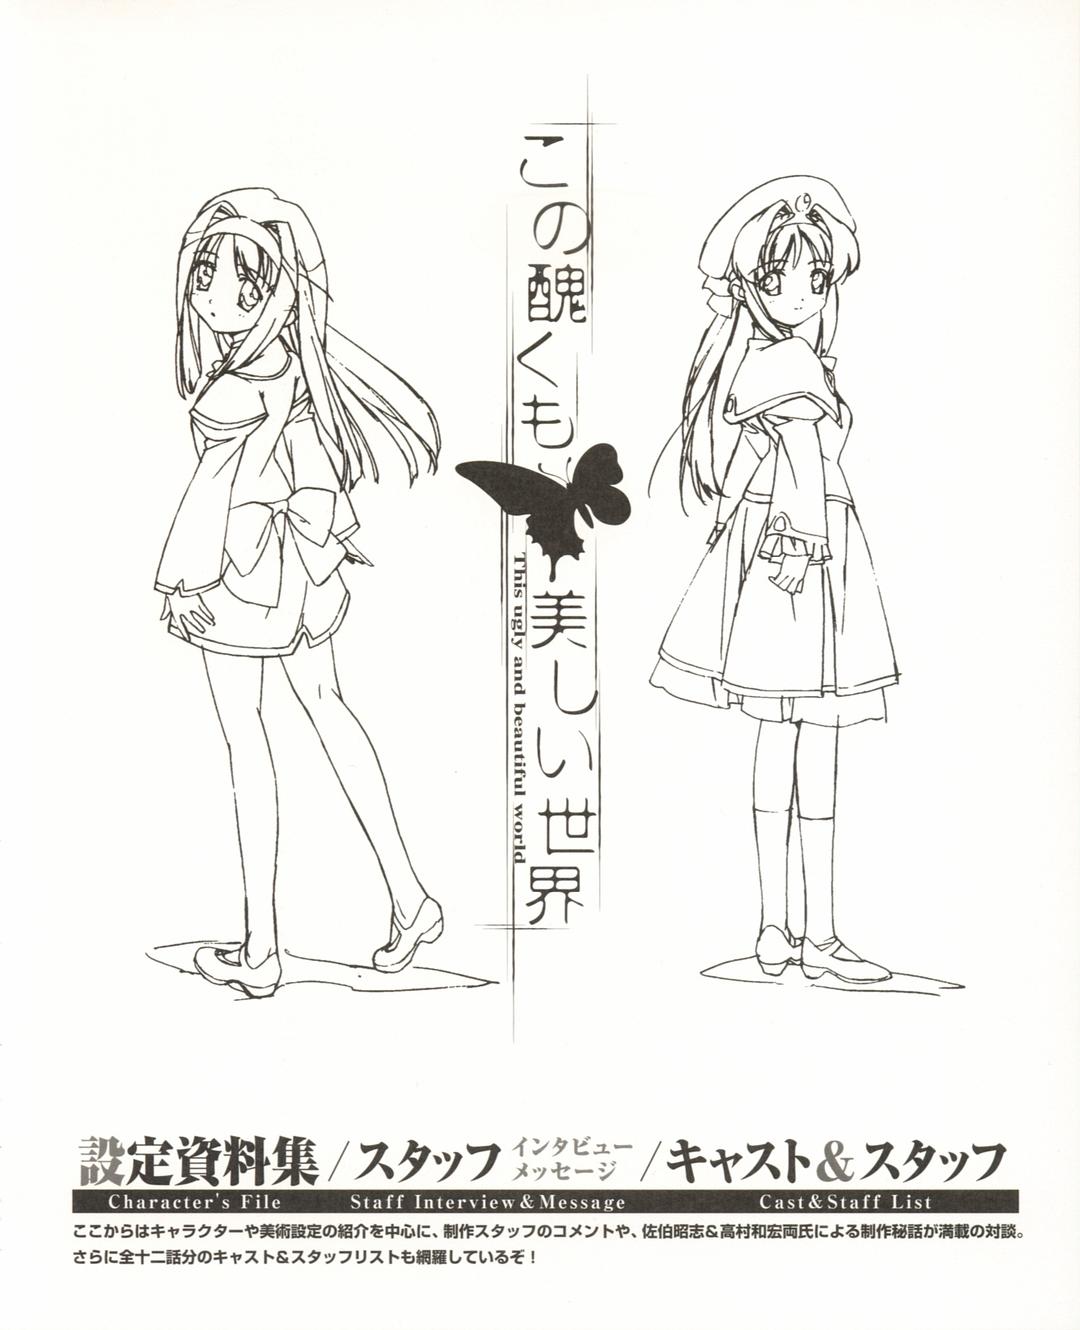 この醜くも美しい世界
This ugly and beautiful world
設定資料集/スタッフインタビューメッセージ/キャスト&スタッフ
Character's File Staff Interview&Message Cast&Staff List
ここからはキャラクターや美術設定の紹介を中心に、制作スタッフのコメントや、佐伯昭志&高村和宏両氏による制作秘話が満載の対談。
さらに全十二話分のキャスト&スタッフリストも網羅しているぞ！